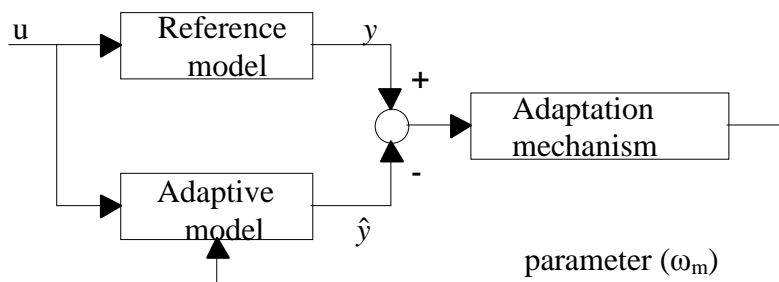 u
Reference
model
y
+
Adaptation
mechanism
-
Adaptive
model
ŷ
parameter (ωₘ)